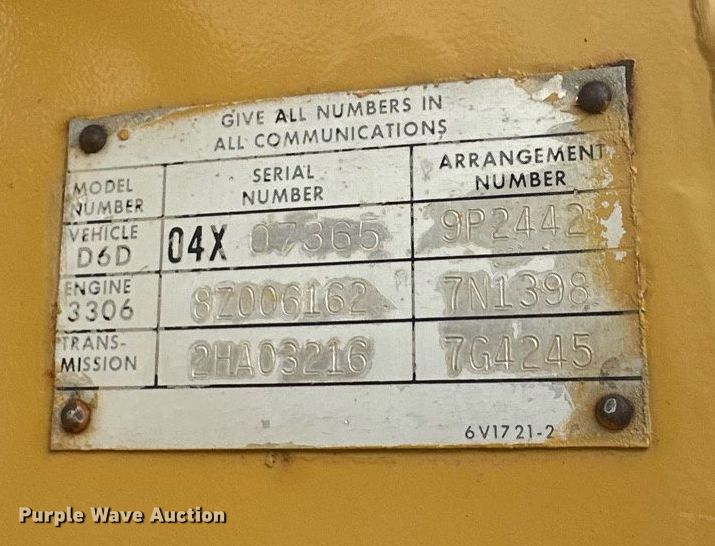 GIVE ALL NUMBERS IN
ALL COMMUNICATIONS
MODEL NUMBER SERIAL NUMBER ARRANGEMENT NUMBER
VEHICLE D6D 04X 07365 9P2442
ENGINE 3306 8Z006162 7N1398
TRANS-MISSION 2HA03216 7G4245
6V1721-2
Purple Wave Auction